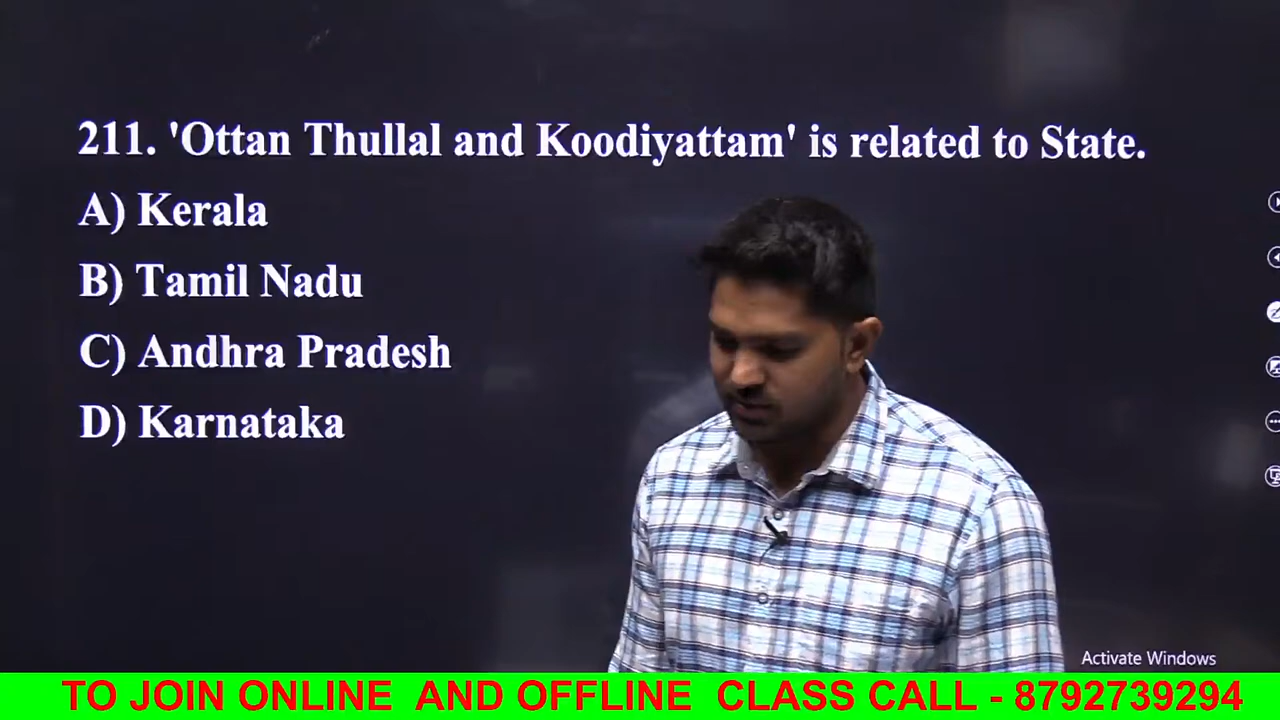 211. 'Ottan Thullal and Koodiyattam' is related to State.
A) Kerala
B) Tamil Nadu
C) Andhra Pradesh
D) Karnataka
Activate Windows
TO JOIN ONLINE AND OFFLINE CLASS CALL - 8792739294